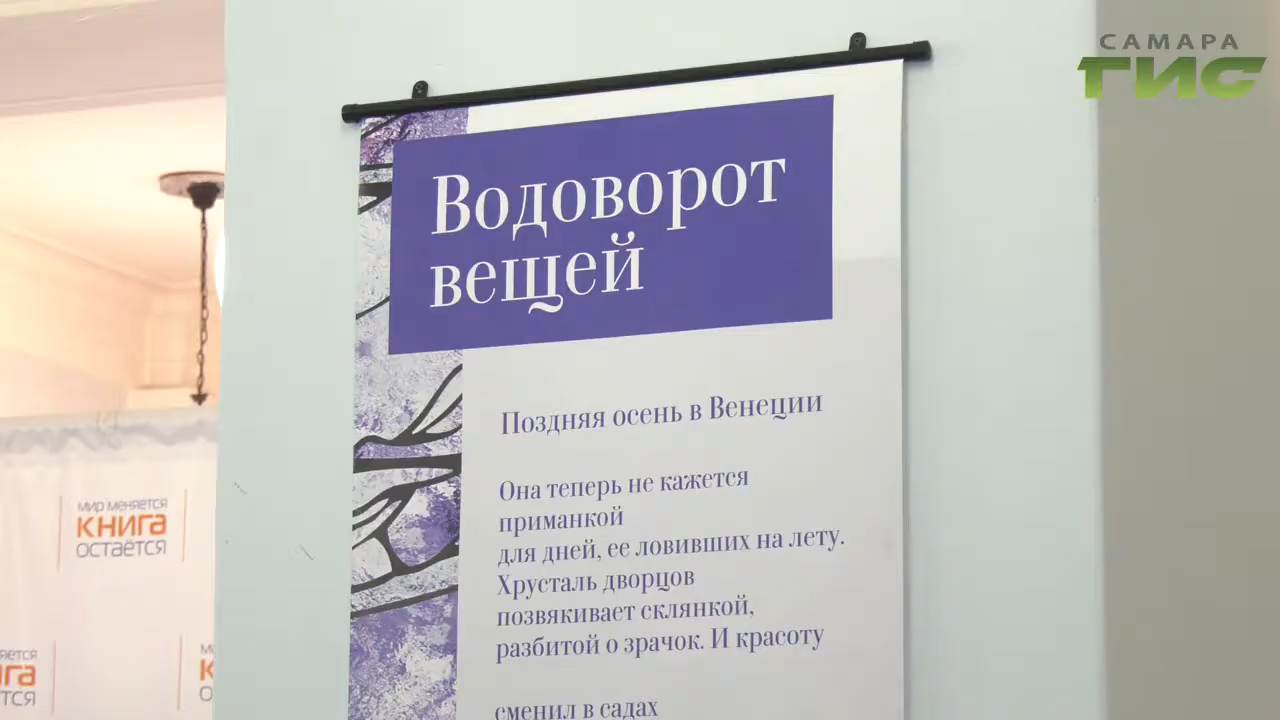 САМАРА
ГИС
Водоворот
вещей
Поздняя осень в Венеции
Она теперь не кажется
приманкой
для дней, ее ловивших на лету.
Хрусталь дворцов
позвякивает склянкой,
разбитой о зрачок. И красоту
сменил в садах
мир меняется
книга
остаётся